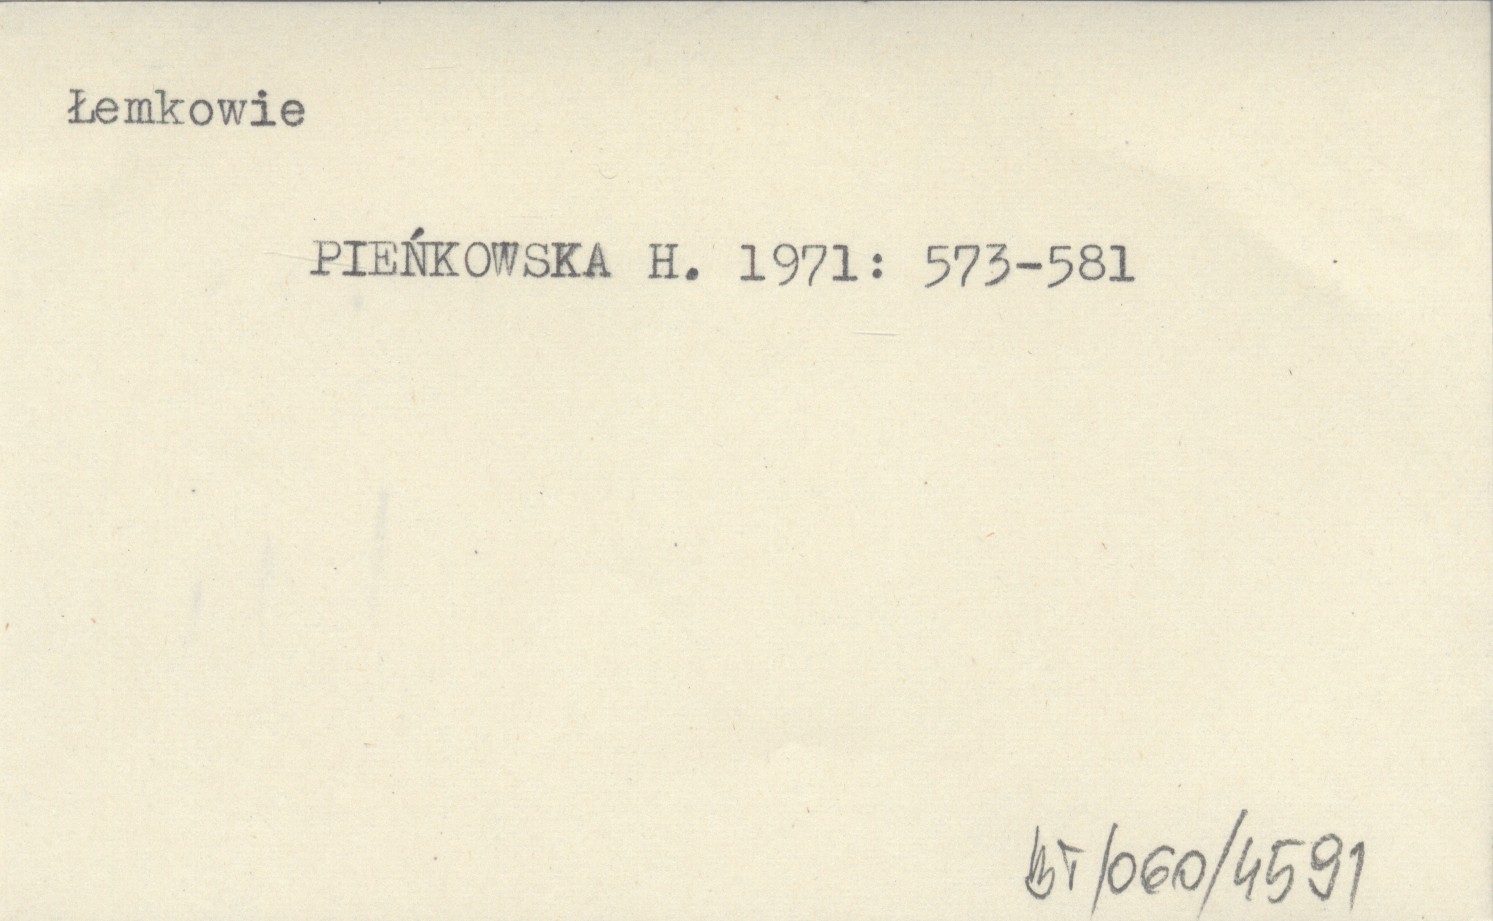 Łemkowie
PIEŃKOWSKA H. 1971: 573-581
BT/060/4591